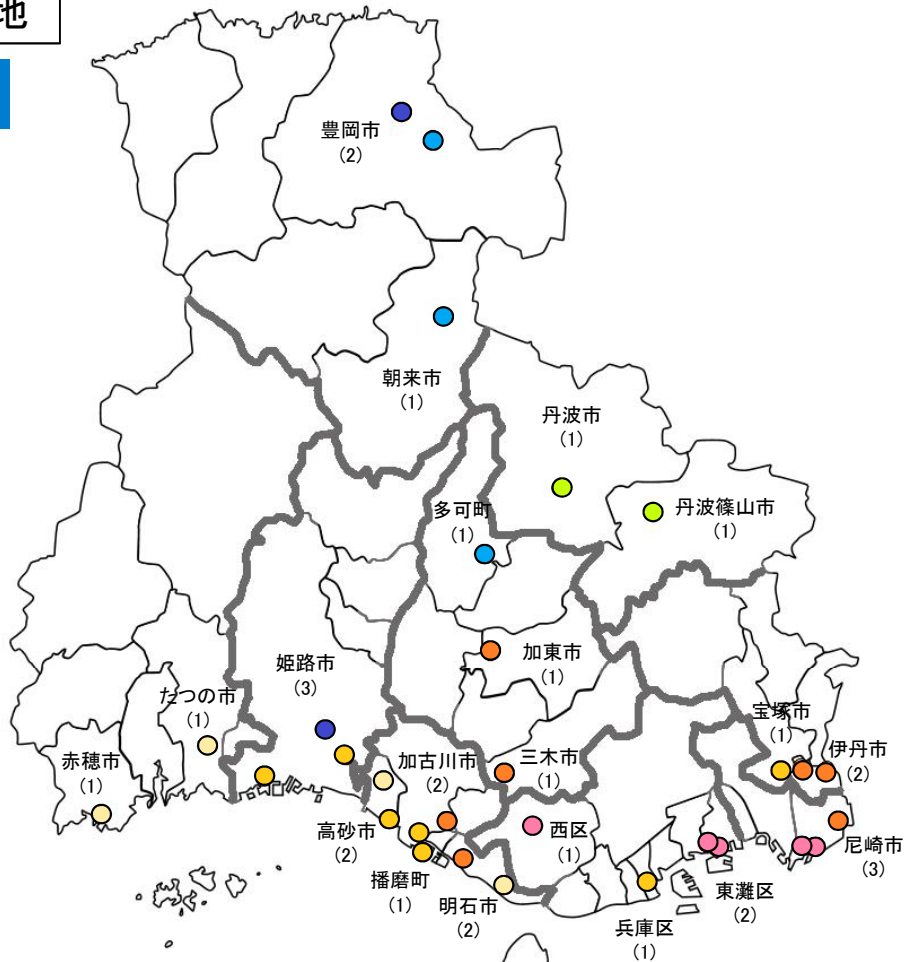 地
豊岡市
(2)
朝来市
(1)
丹波市
(1)
多可町
(1)
丹波篠山市
(1)
加東市
(1)
姫路市
(3)
たつの市
(1)
宝塚市
(1)
赤穂市
(1)
加古川市
(2)
三木市
(1)
伊丹市
(2)
高砂市
(2)
西区
(1)
尼崎市
(3)
播磨町
(1)
明石市
(2)
東灘区
(2)
兵庫区
(1)